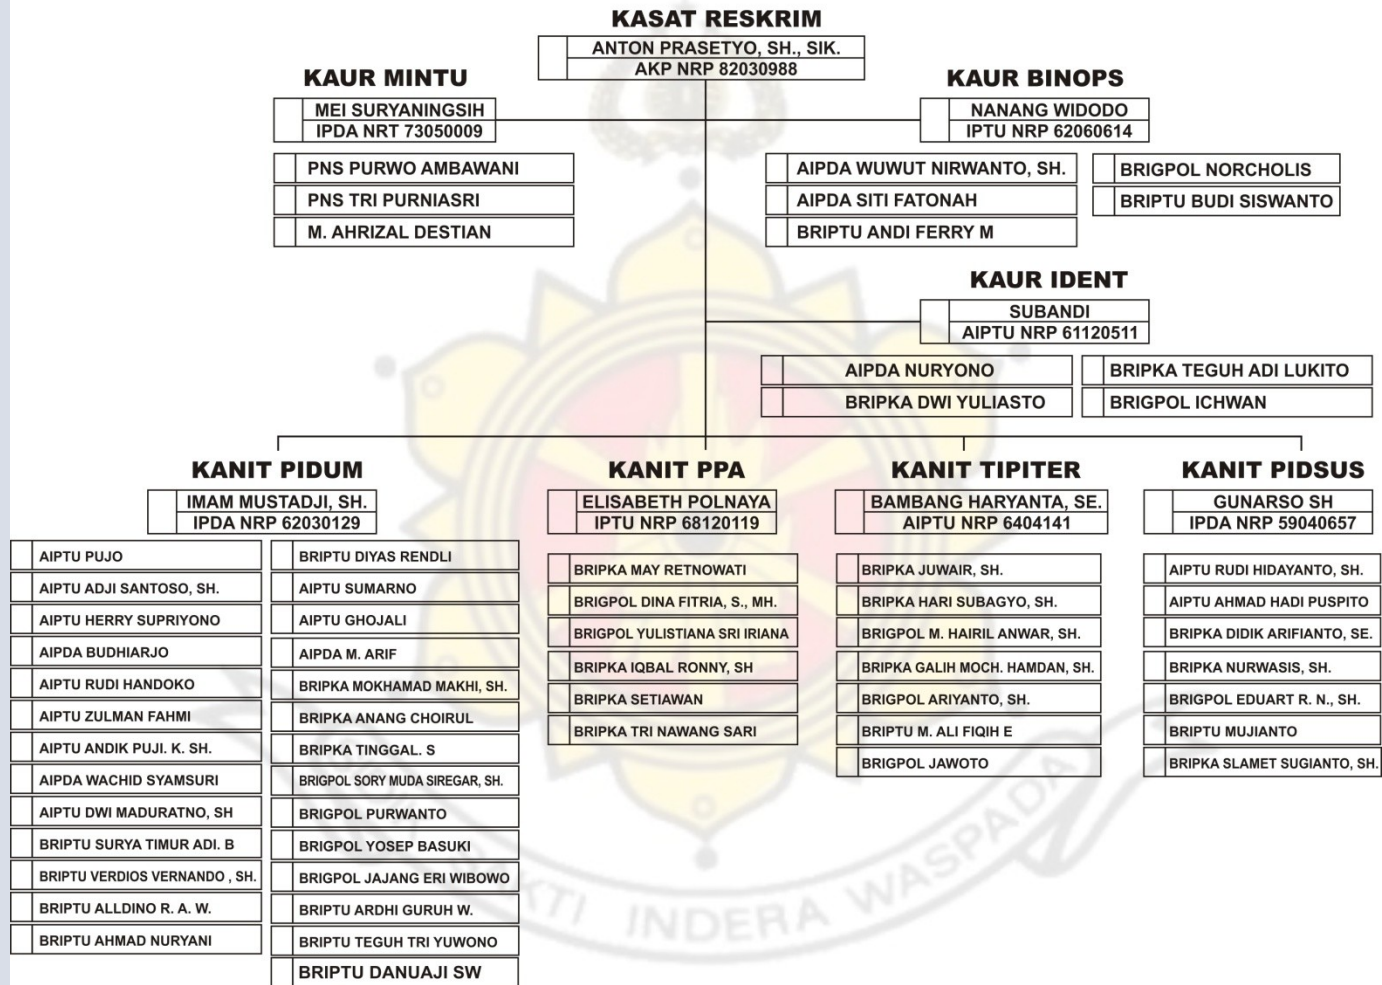 KASAT RESKRIM
ANTON PRASETYO, SH., SIK.
AKP NRP 82030988
KAUR MINTU
MEI SURYANINGSIH
IPDA NRT 73050009
PNS PURWO AMBAWANI
PNS TRI PURNIASRI
M. AHRIZAL DESTIAN
KAUR BINOPS
NANANG WIDODO
IPTU NRP 62060614
AIPDA WUWUT NIRWANTO, SH.
AIPDA SITI FATONAH
BRIPTU ANDI FERRY M
BRIGPOL NORCHOLIS
BRIPTU BUDI SISWANTO
KAUR IDENT
SUBANDI
AIPTU NRP 61120511
AIPDA NURYONO
BRIPKA DWI YULIASTO
BRIPKA TEGUH ADI LUKITO
BRIGPOL ICHWAN
KANIT PIDUM
IMAM MUSTADJI, SH.
IPDA NRP 62030129
AIPTU PUJO
AIPTU ADJI SANTOSO, SH.
AIPTU HERRY SUPRIYONO
AIPDA BUDHIARJO
AIPTU RUDI HANDOKO
AIPTU ZULMAN FAHMI
AIPTU ANDIK PUJI. K. SH.
AIPDA WACHID SYAMSURI
AIPTU DWI MADURATNO, SH
BRIPTU SURYA TIMUR ADI. B
BRIPTU VERDIOS VERNANDO , SH.
BRIPTU ALLDINO R. A. W.
BRIPTU AHMAD NURYANI
BRIPTU DIYAS RENDLI
AIPTU SUMARNO
AIPTU GHOJALI
AIPDA M. ARIF
BRIPKA MOKHAMAD MAKHI, SH.
BRIPKA ANANG CHOIRUL
BRIPKA TINGGAL. S
BRIGPOL SORY MUDA SIREGAR, SH.
BRIGPOL PURWANTO
BRIGPOL YOSEP BASUKI
BRIGPOL JAJANG ERI WIBOWO
BRIPTU ARDHI GURUH W.
BRIPTU TEGUH TRI YUWONO
BRIPTU DANUAJI SW
KANIT PPA
ELISABETH POLNAYA
IPTU NRP 68120119
BRIPKA MAY RETNOWATI
BRIGPOL DINA FITRIA, S., MH.
BRIGPOL YULISTIANA SRI IRIANA
BRIPKA IQBAL RONNY, SH
BRIPKA SETIAWAN
BRIPKA TRI NAWANG SARI
KANIT TIPITER
BAMBANG HARYANTA, SE.
AIPTU NRP 6404141
BRIPKA JUWAIR, SH.
BRIPKA HARI SUBAGYO, SH.
BRIGPOL M. HAIRIL ANWAR, SH.
BRIPKA GALIH MOCH. HAMDAN, SH.
BRIGPOL ARIYANTO, SH.
BRIPTU M. ALI FIQIH E
BRIGPOL JAWOTO
KANIT PIDSUS
GUNARSO SH
IPDA NRP 59040657
AIPTU RUDI HIDAYANTO, SH.
AIPTU AHMAD HADI PUSPITO
BRIPKA DIDIK ARIFIANTO, SE.
BRIPKA NURWASIS, SH.
BRIGPOL EDUART R. N., SH.
BRIPTU MUJIANTO
BRIPKA SLAMET SUGIANTO, SH.
INDERA WASPADA